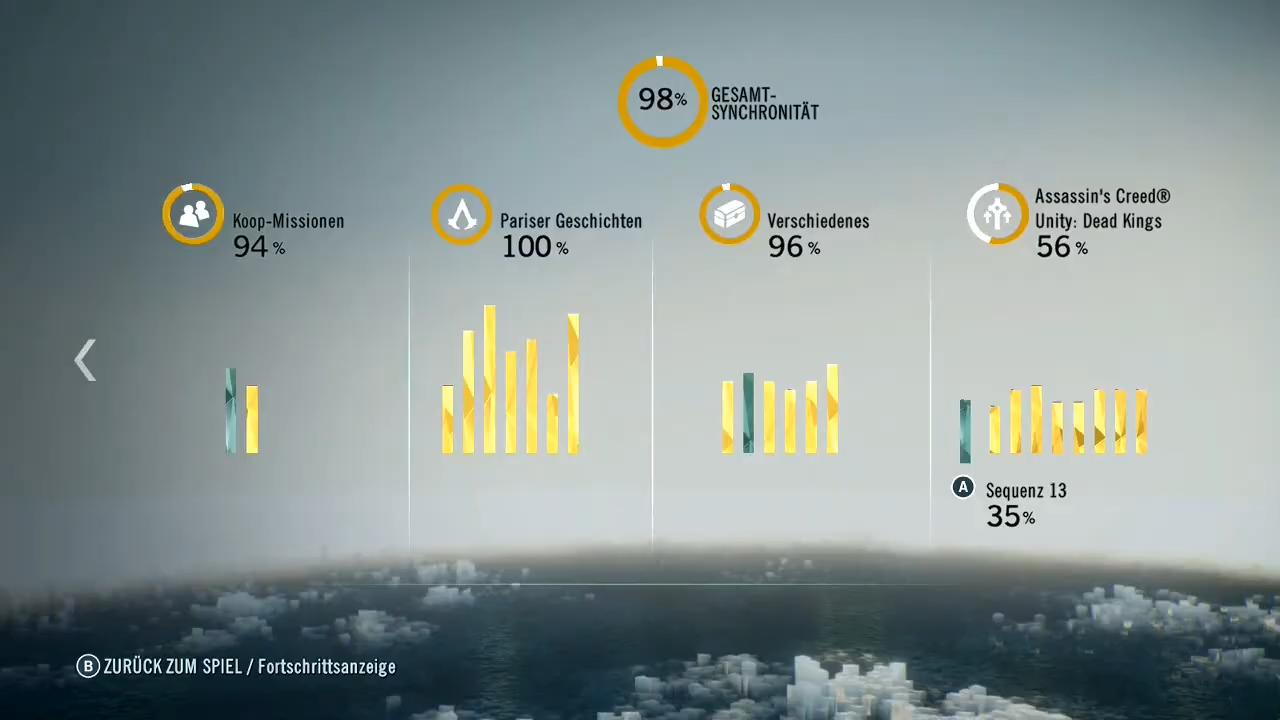 98%
GESAMT-
SYNCHRONITÄT
Koop-Missionen
94 %
Pariser Geschichten
100 %
Verschiedenes
96 %
Assassin's Creed®
Unity: Dead Kings
56 %
A Sequenz 13
35%
B ZURÜCK ZUM SPIEL / Fortschrittsanzeige